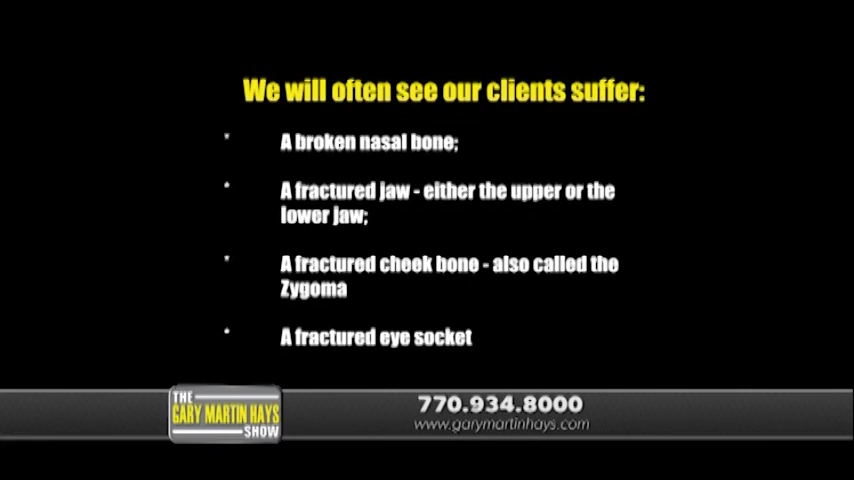 We will often see our clients suffer:
* A broken nasal bone;
* A fractured jaw - either the upper or the
lower jaw;
* A fractured cheek bone - also called the
Zygoma
* A fractured eye socket
THE
GARY MARTIN HAYS
SHOW
770.934.8000
www.garymartinhays.com